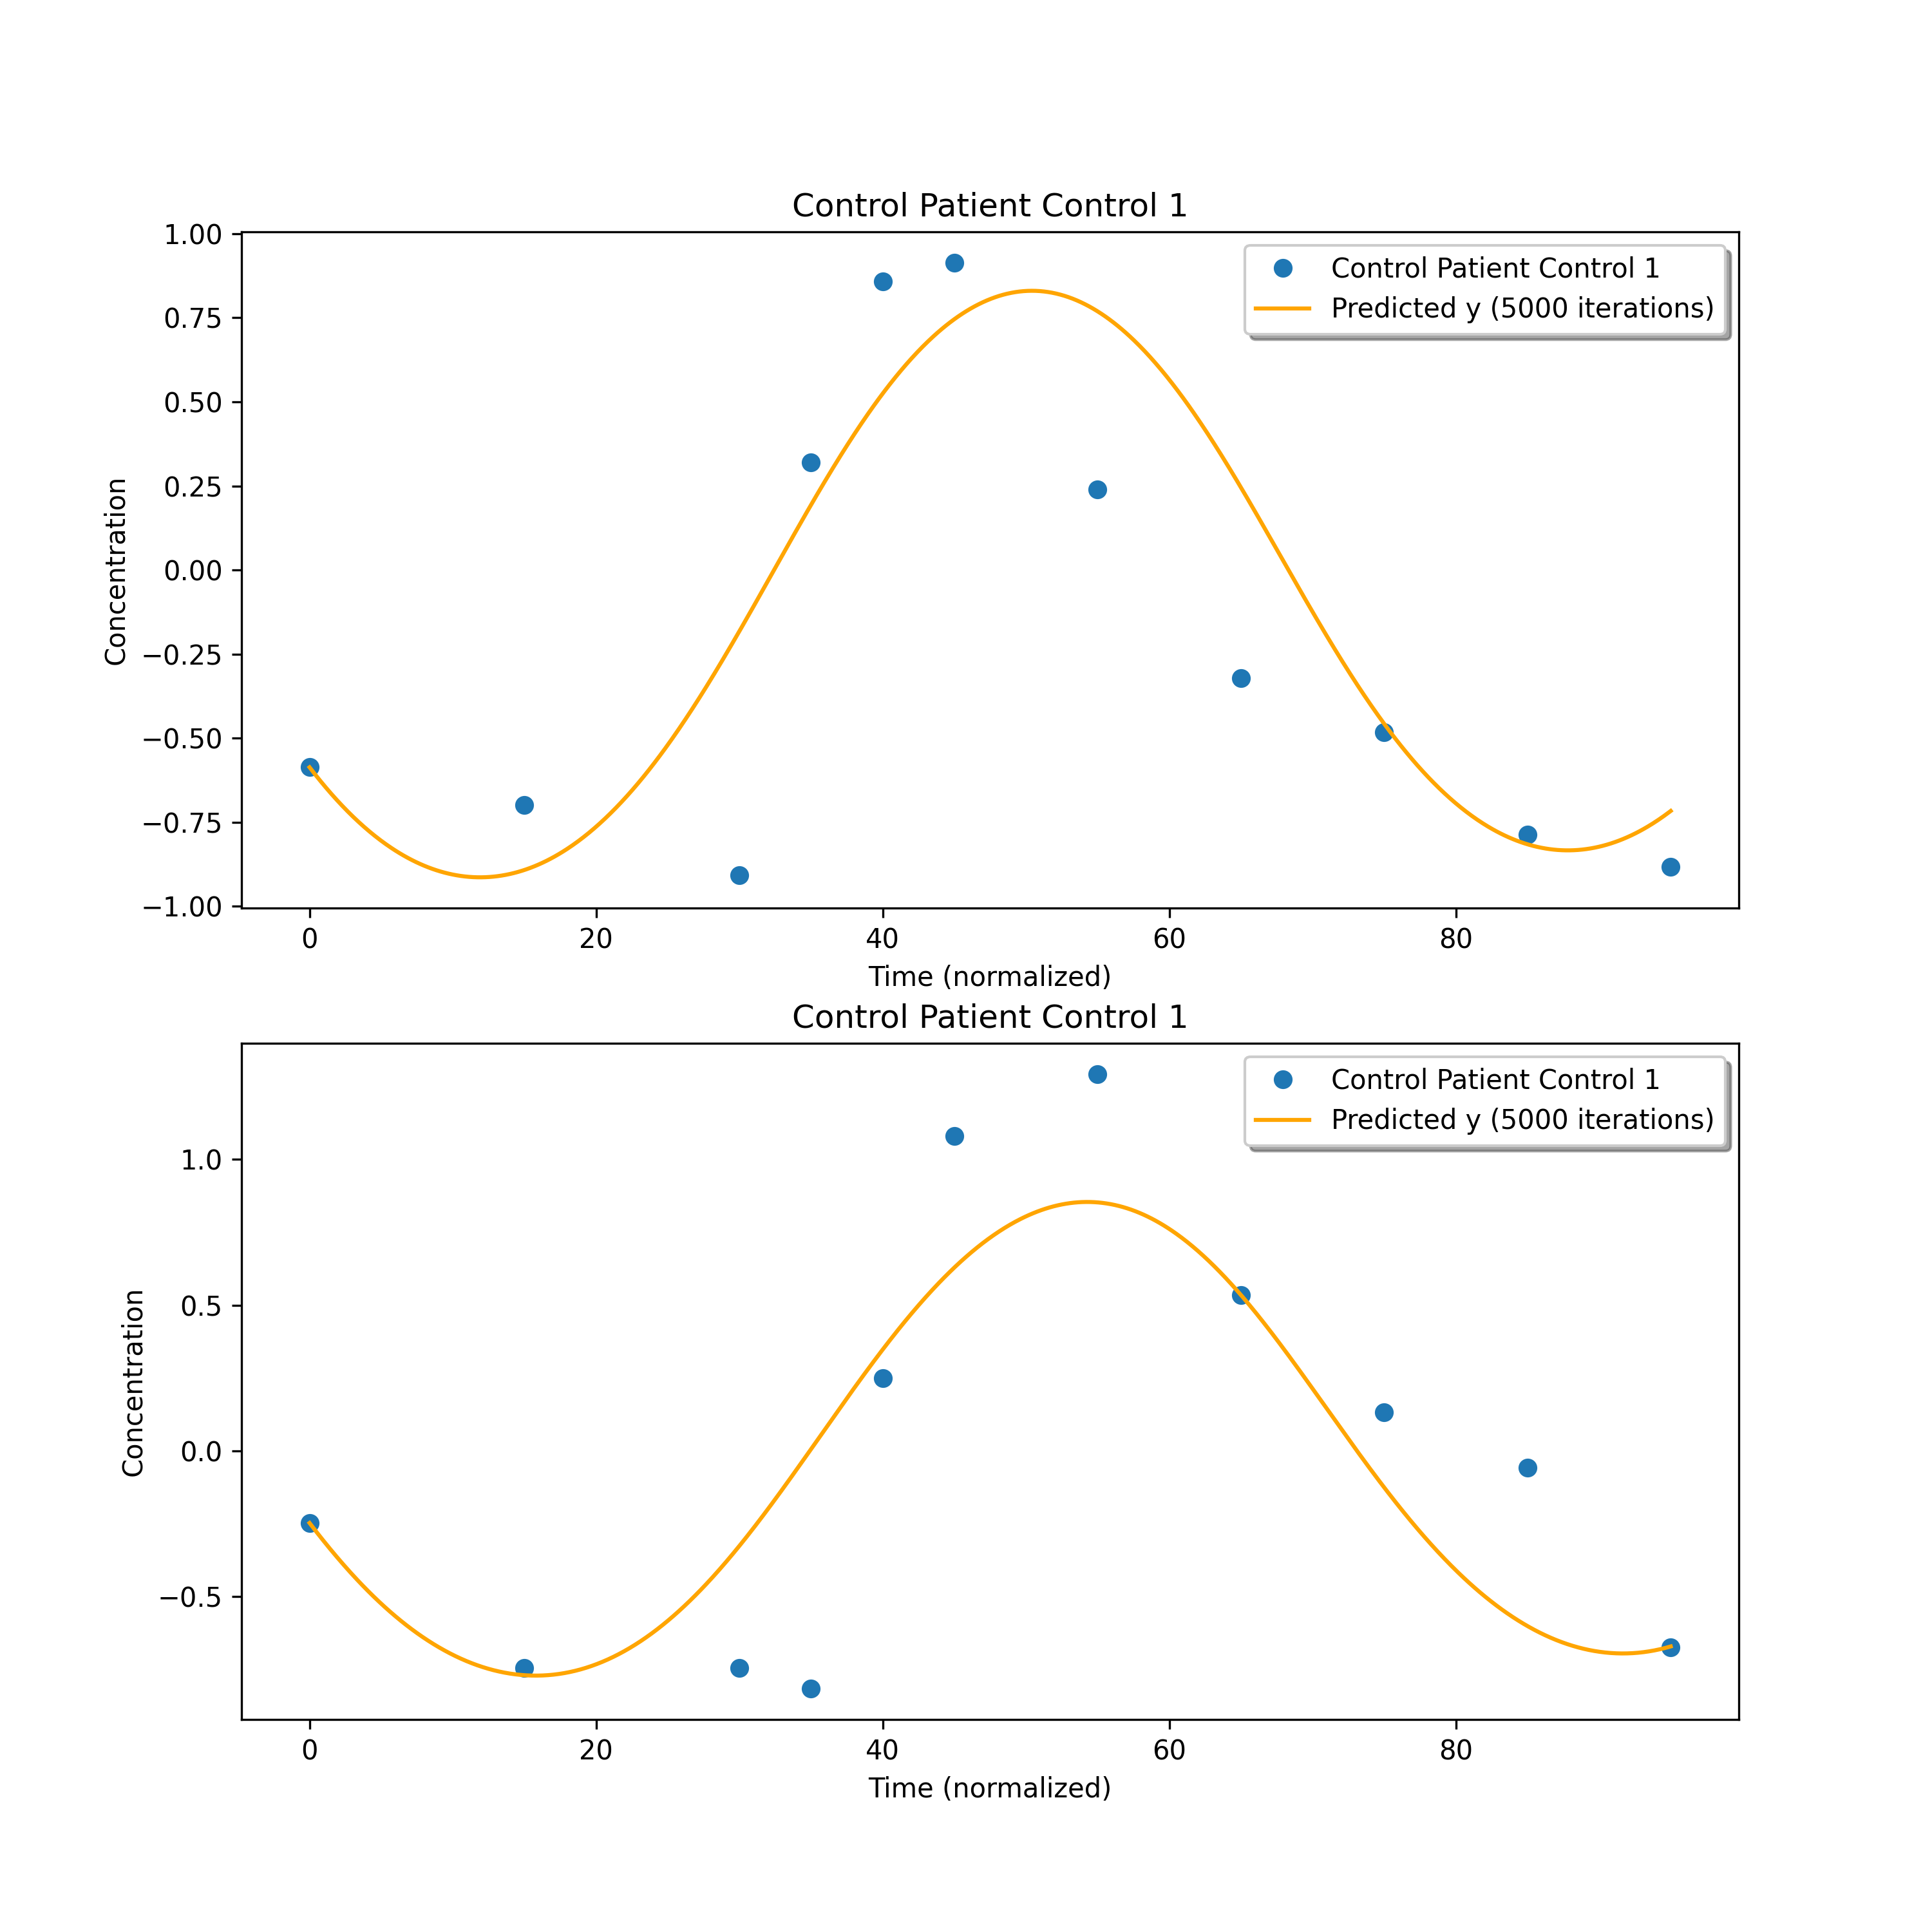 Control Patient Control 1
1.00
0.75
0.50
0.25
0.00
−0.25
−0.50
−0.75
−1.00
Concentration
Control Patient Control 1
Predicted y (5000 iterations)
0 20 40 60 80
Time (normalized)
Control Patient Control 1
1.0
0.5
0.0
−0.5
Concentration
Control Patient Control 1
Predicted y (5000 iterations)
0 20 40 60 80
Time (normalized)